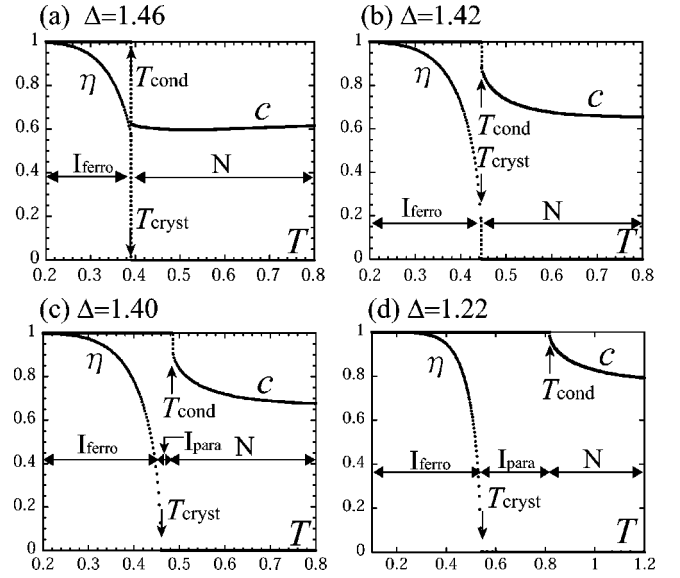 (a) Δ=1.46
1
0.8
0.6
0.4
0.2
0
η
Tcond
c
Iferro
N
Tcryst
T
0.2 0.3 0.4 0.5 0.6 0.7 0.8
(b) Δ=1.42
1
0.8
0.6
0.4
0.2
0
η
c
Tcond
Tcryst
Iferro
N
T
0.2 0.3 0.4 0.5 0.6 0.7 0.8
(c) Δ=1.40
1
0.8
0.6
0.4
0.2
0
η
c
Tcond
Iferro
Ipara
N
Tcryst
T
0.2 0.3 0.4 0.5 0.6 0.7 0.8
(d) Δ=1.22
1
0.8
0.6
0.4
0.2
0
η
c
Tcond
Iferro Ipara N
Tcryst
T
0.2 0.4 0.6 0.8 1 1.2